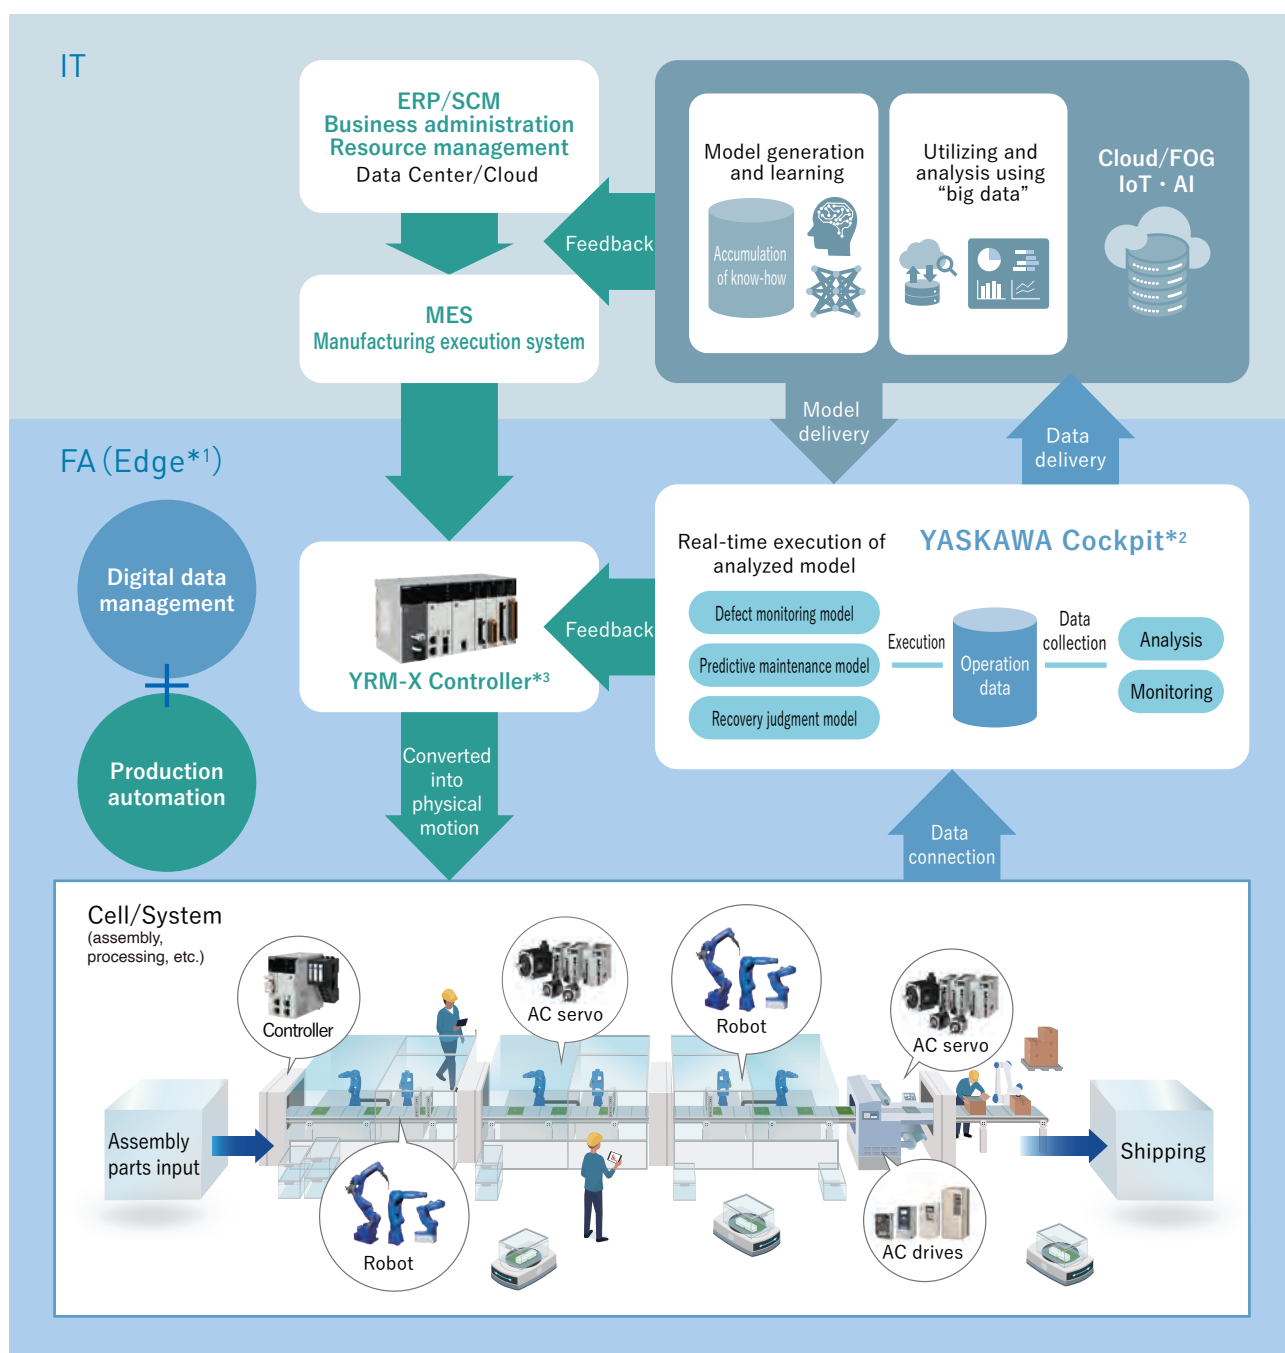 IT
ERP/SCM
Business administration
Resource management
Data Center/Cloud
Feedback
Model generation
and learning
Accumulation
of know-how
Utilizing and
analysis using
“big data”
Cloud/FOG
IoT・AI
MES
Manufacturing execution system
Model
delivery
Data
delivery
FA（Edge*1）
Digital data
management
Production
automation
YRM-X Controller*3
Feedback
Real-time execution of
analyzed model
YASKAWA Cockpit*2
Defect monitoring model
Predictive maintenance model
Recovery judgment model
Execution
Operation
data
Data
collection
Analysis
Monitoring
Converted
into
physical
motion
Data
connection
Cell/System
(assembly,
processing, etc.)
Controller
AC servo
Robot
AC servo
Assembly
parts input
Shipping
Robot
AC drives